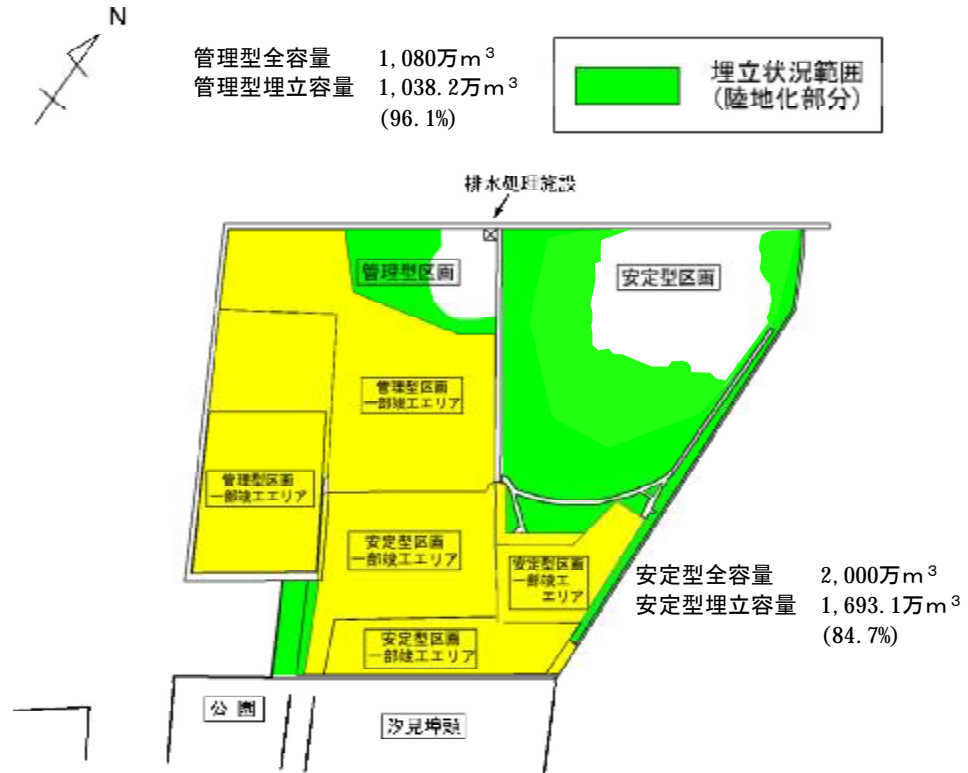 N
管理型全容量 1,080万m³
管理型埋立容量 1,038.2万m³
(96.1%)
埋立状況範囲
(陸地化部分)
排水処理施設
管理型区画
安定型区画
管理型区画
一部竣工エリア
管理型区画
一部竣工エリア
安定型区画
一部竣工エリア
安定型区画
一部竣工
エリア
安定型区画
一部竣工エリア
安定型全容量 2,000万m³
安定型埋立容量 1,693.1万m³
(84.7%)
公園
汐見埠頭